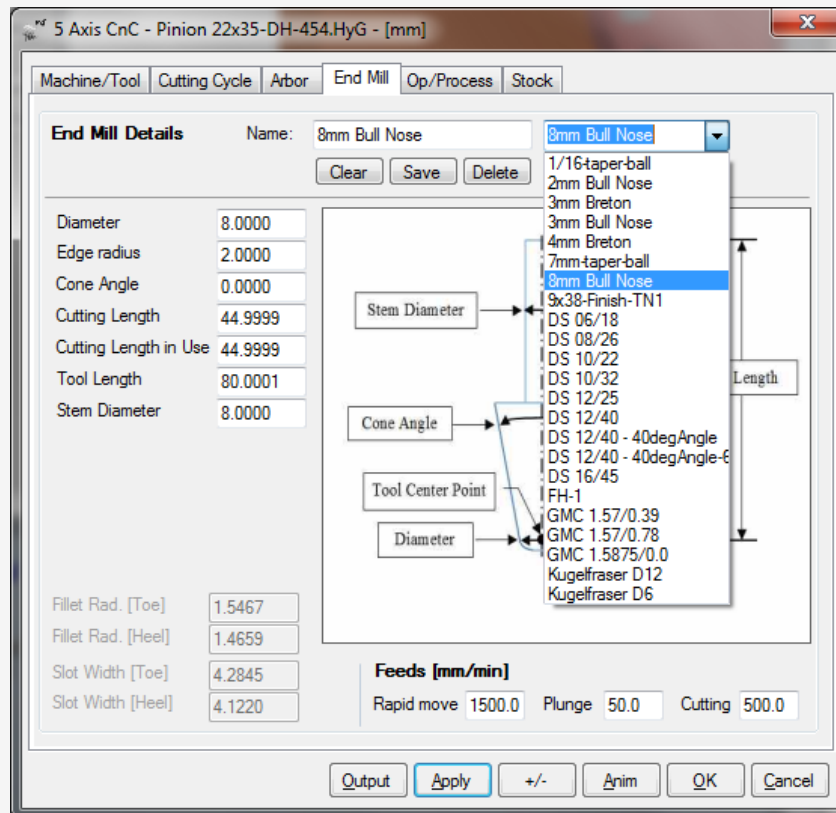 5 Axis CnC - Pinion 22x35-DH-454.HyG - [mm]
Machine/Tool Cutting Cycle Arbor End Mill Op/Process Stock
End Mill Details Name: 8mm Bull Nose 8mm Bull Nose
Clear Save Delete
1/16-taper-ball
2mm Bull Nose
3mm Breton
3mm Bull Nose
4mm Breton
7mm-taper-ball
8mm Bull Nose
9x38-Finish-TN1
DS 06/18
DS 08/26
DS 10/22
DS 10/32
DS 12/25
DS 12/40
DS 12/40 - 40degAngle
DS 12/40 - 40degAngle-6
DS 16/45
FH-1
GMC 1.57/0.39
GMC 1.57/0.78
GMC 1.5875/0.0
Kugelfraser D12
Kugelfraser D6
Diameter 8.0000
Edge radius 2.0000
Cone Angle 0.0000
Cutting Length 44.9999
Cutting Length in Use 44.9999
Tool Length 80.0001
Stem Diameter 8.0000
Stem Diameter
Length
Cone Angle
Tool Center Point
Diameter
Fillet Rad. [Toe] 1.5467
Fillet Rad. [Heel] 1.4659
Slot Width [Toe] 4.2845
Slot Width [Heel] 4.1220
Feeds [mm/min]
Rapid move 1500.0 Plunge 50.0 Cutting 500.0
Output Apply +/- Anim OK Cancel